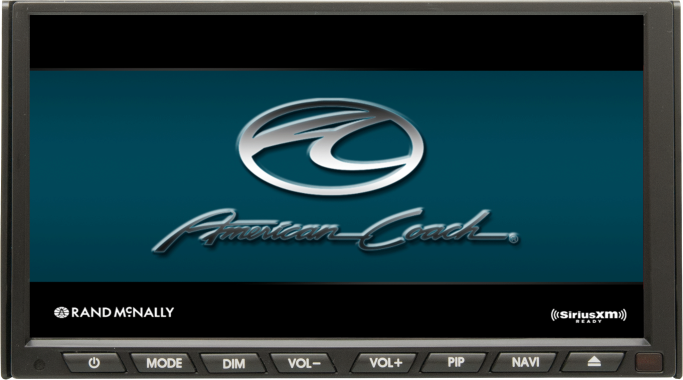 American Coach®
RAND MCNALLY
((SiriusXM))
READY
MODE DIM VOL− VOL+ PIP NAVI